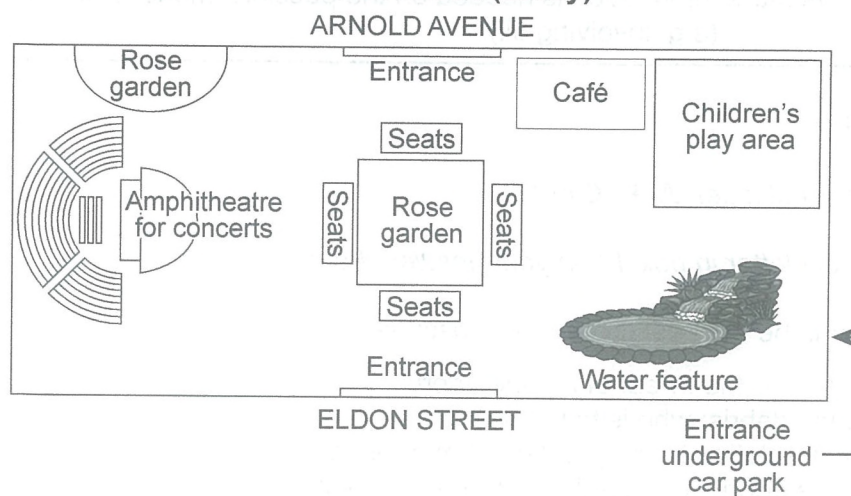 ARNOLD AVENUE
Rose
garden
Entrance
Café
Children's
play area
Seats
Amphitheatre
for concerts
Seats
Rose
garden
Seats
Seats
Entrance
Water feature
ELDON STREET
Entrance
underground
car park